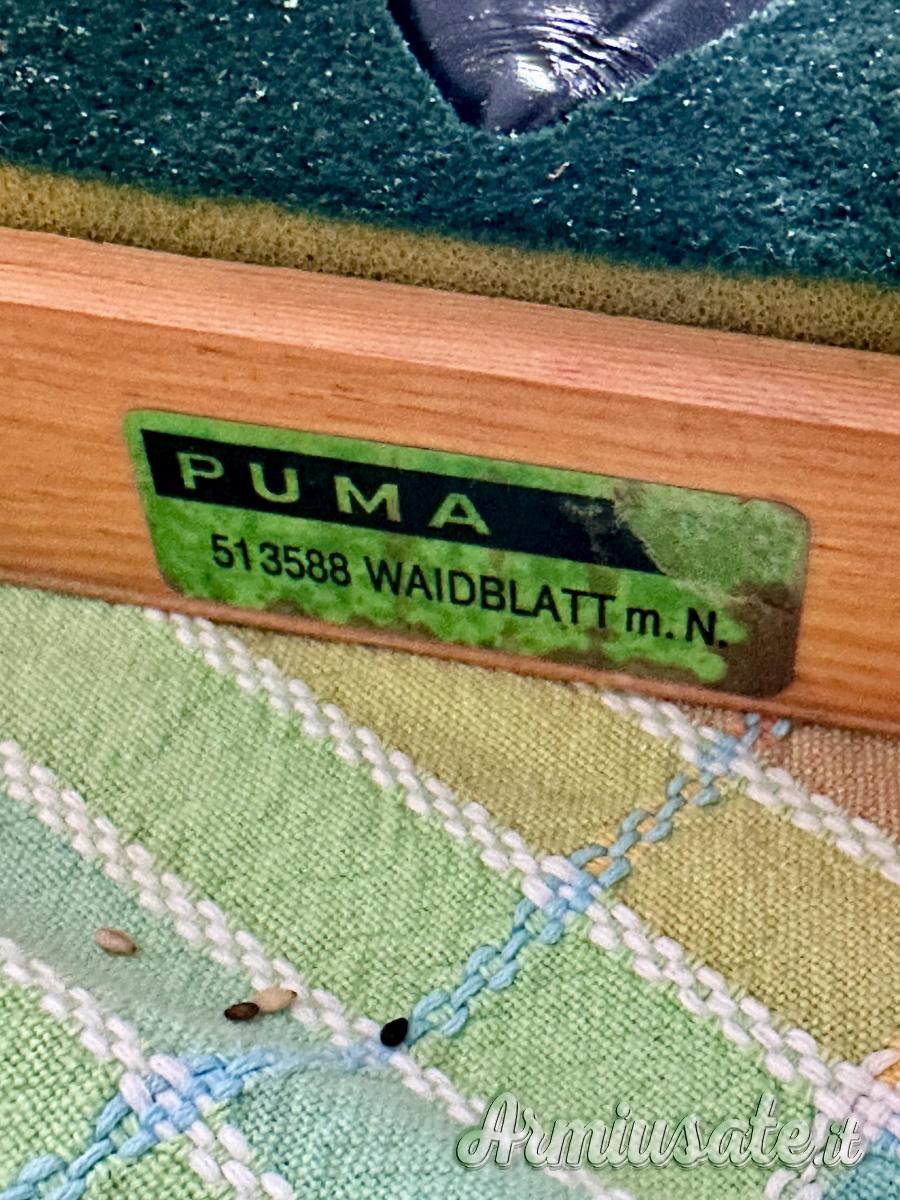 PUMA
513588 WAIDBLATT m. N.
Armiusate.it